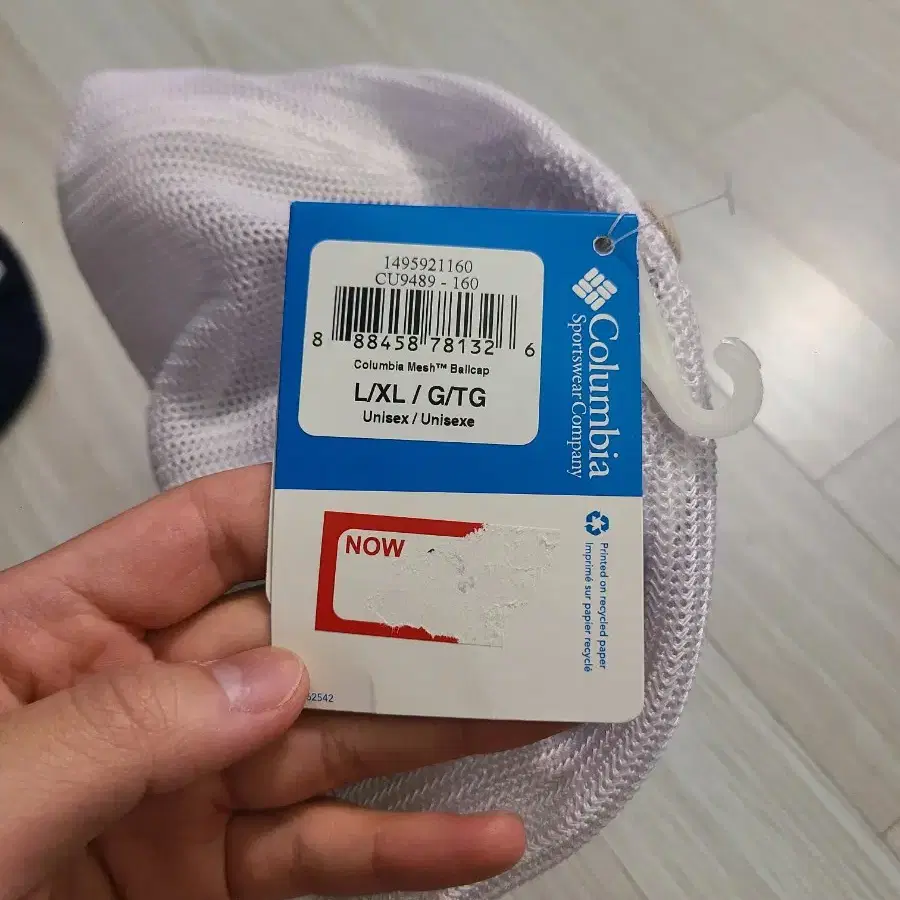 1495921160
CU9489 - 160
8 88458 78132 6
Columbia Mesh™ Ballcap
L/XL / G/TG
Unisex / Unisexe
Columbia
Sportswear Company
NOW
Printed on recycled paper
Imprimé sur papier recyclé
62542